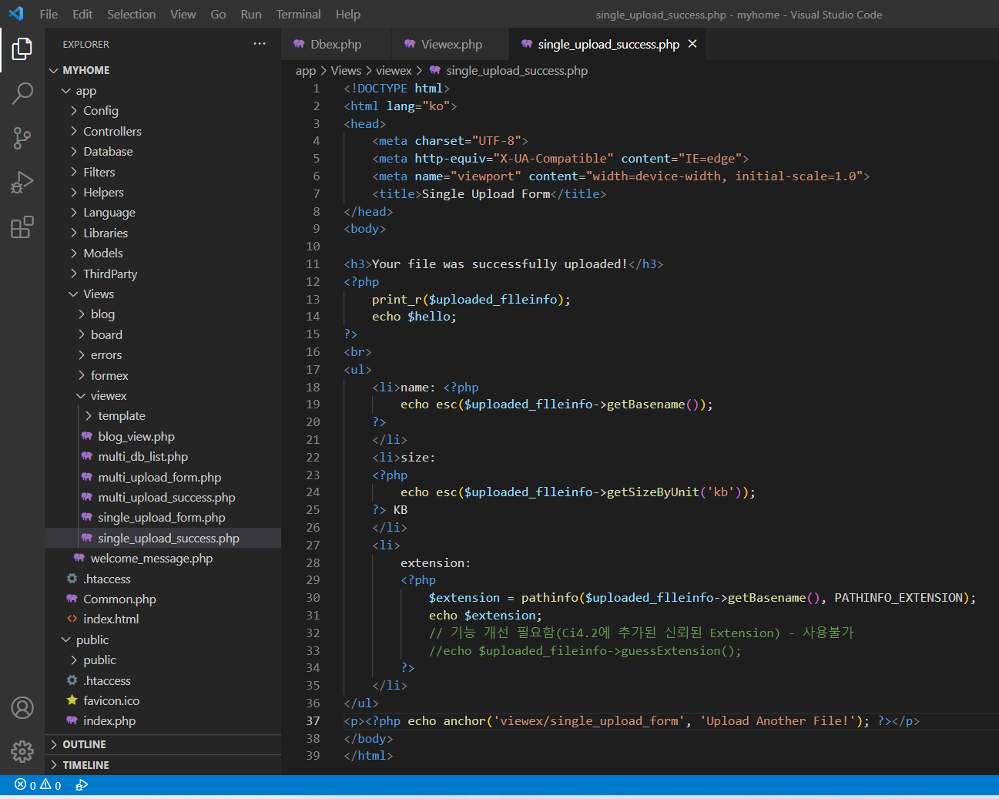 File Edit Selection View Go Run Terminal Help
single_upload_success.php - myhome - Visual Studio Code
EXPLORER
MYHOME
app
Config
Controllers
Database
Filters
Helpers
Language
Libraries
Models
ThirdParty
Views
blog
board
errors
formex
viewex
template
blog_view.php
multi_db_list.php
multi_upload_form.php
multi_upload_success.php
single_upload_form.php
single_upload_success.php
welcome_message.php
.htaccess
Common.php
index.html
public
public
.htaccess
favicon.ico
index.php
OUTLINE
TIMELINE
Dbex.php Viewex.php single_upload_success.php
app > Views > viewex > single_upload_success.php
1 <!DOCTYPE html>
2 <html lang="ko">
3 <head>
4 <meta charset="UTF-8">
5 <meta http-equiv="X-UA-Compatible" content="IE=edge">
6 <meta name="viewport" content="width=device-width, initial-scale=1.0">
7 <title>Single Upload Form</title>
8 </head>
9 <body>
10
11 <h3>Your file was successfully uploaded!</h3>
12 <?php
13 print_r($uploaded_flleinfo);
14 echo $hello;
15 ?>
16 <br>
17 <ul>
18 <li>name: <?php
19 echo esc($uploaded_flleinfo->getBasename());
20 ?>
21 </li>
22 <li>size:
23 <?php
24 echo esc($uploaded_flleinfo->getSizeByUnit('kb'));
25 ?> KB
26 </li>
27 <li>
28 extension:
29 <?php
30 $extension = pathinfo($uploaded_flleinfo->getBasename(), PATHINFO_EXTENSION);
31 echo $extension;
32 // 기능 개선 필요함(Ci4.2에 추가된 신뢰된 Extension) - 사용불가
33 //echo $uploaded_fileinfo->guessExtension();
34 ?>
35 </li>
36 </ul>
37 <p><?php echo anchor('viewex/single_upload_form', 'Upload Another File!'); ?></p>
38 </body>
39 </html>
0 0